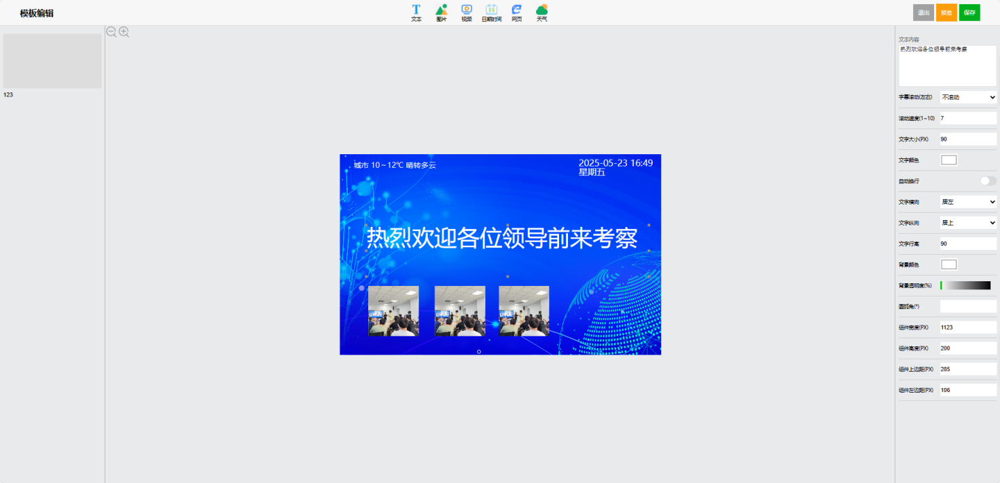 模板编辑
文本
图片
视频
日期时间
网页
天气
退出
预览
保存
123
城市 10～12℃ 晴转多云
2025-05-23 16:49
星期五
热烈欢迎各位领导前来考察
文本内容
热烈欢迎各位领导前来考察
字幕滚动(左右) 不滚动
滚动速度(1~10) 7
文字大小(PX) 90
文字颜色
自动换行
文字横向 居左
文字纵向 居上
文字行高 90
背景颜色
背景透明度(%)
圆弧角(°)
组件宽度(PX) 1123
组件高度(PX) 200
组件上边距(PX) 285
组件左边距(PX) 106